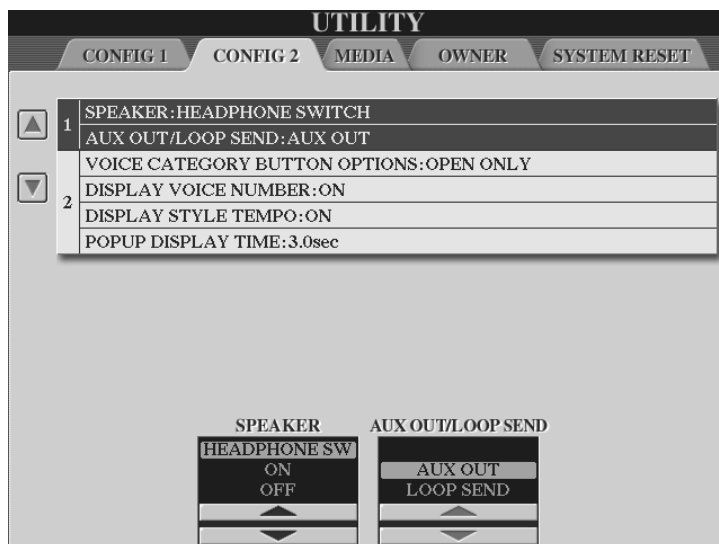 UTILITY
CONFIG 1 CONFIG 2 MEDIA OWNER SYSTEM RESET
1
SPEAKER:HEADPHONE SWITCH
AUX OUT/LOOP SEND:AUX OUT
2
VOICE CATEGORY BUTTON OPTIONS:OPEN ONLY
DISPLAY VOICE NUMBER:ON
DISPLAY STYLE TEMPO:ON
POPUP DISPLAY TIME:3.0sec
SPEAKER
HEADPHONE SW
ON
OFF
AUX OUT/LOOP SEND
AUX OUT
LOOP SEND